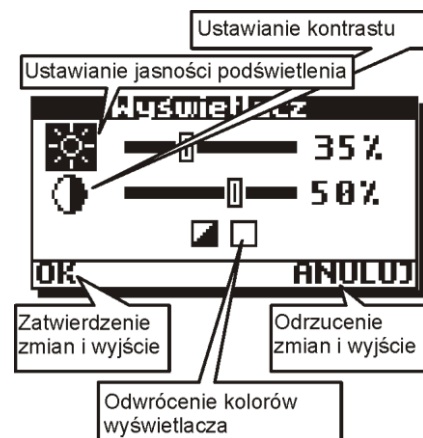 Ustawianie kontrastu
Ustawianie jasności podświetlenia
Wyświetlacz
35%
50%
OK
ANULUJ
Zatwierdzenie
zmian i wyjście
Odrzucenie
zmian i wyjście
Odwrócenie kolorów
wyświetlacza